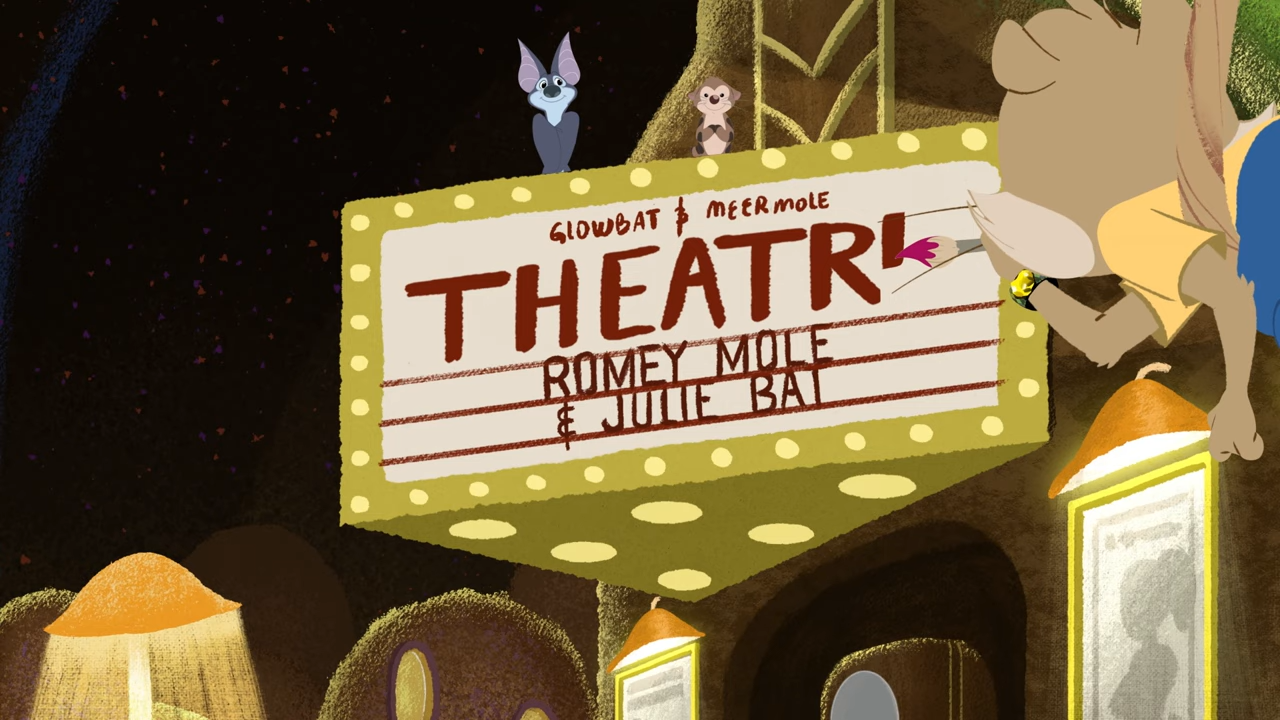 GLOWBAT & MEERMOLE
THEATR
ROMEY MOLE
& JULIE BAT